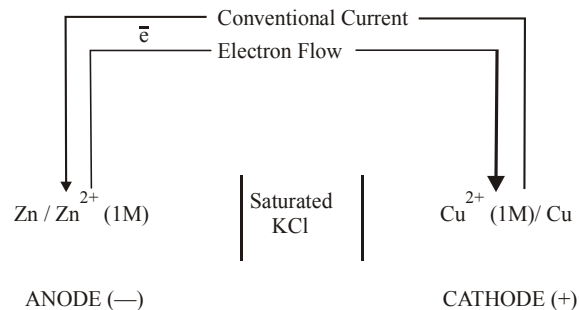 Conventional Current
e̅
Electron Flow
Zn / Zn²⁺ (1M)
Saturated
KCl
Cu²⁺ (1M)/ Cu
ANODE (—)
CATHODE (+)